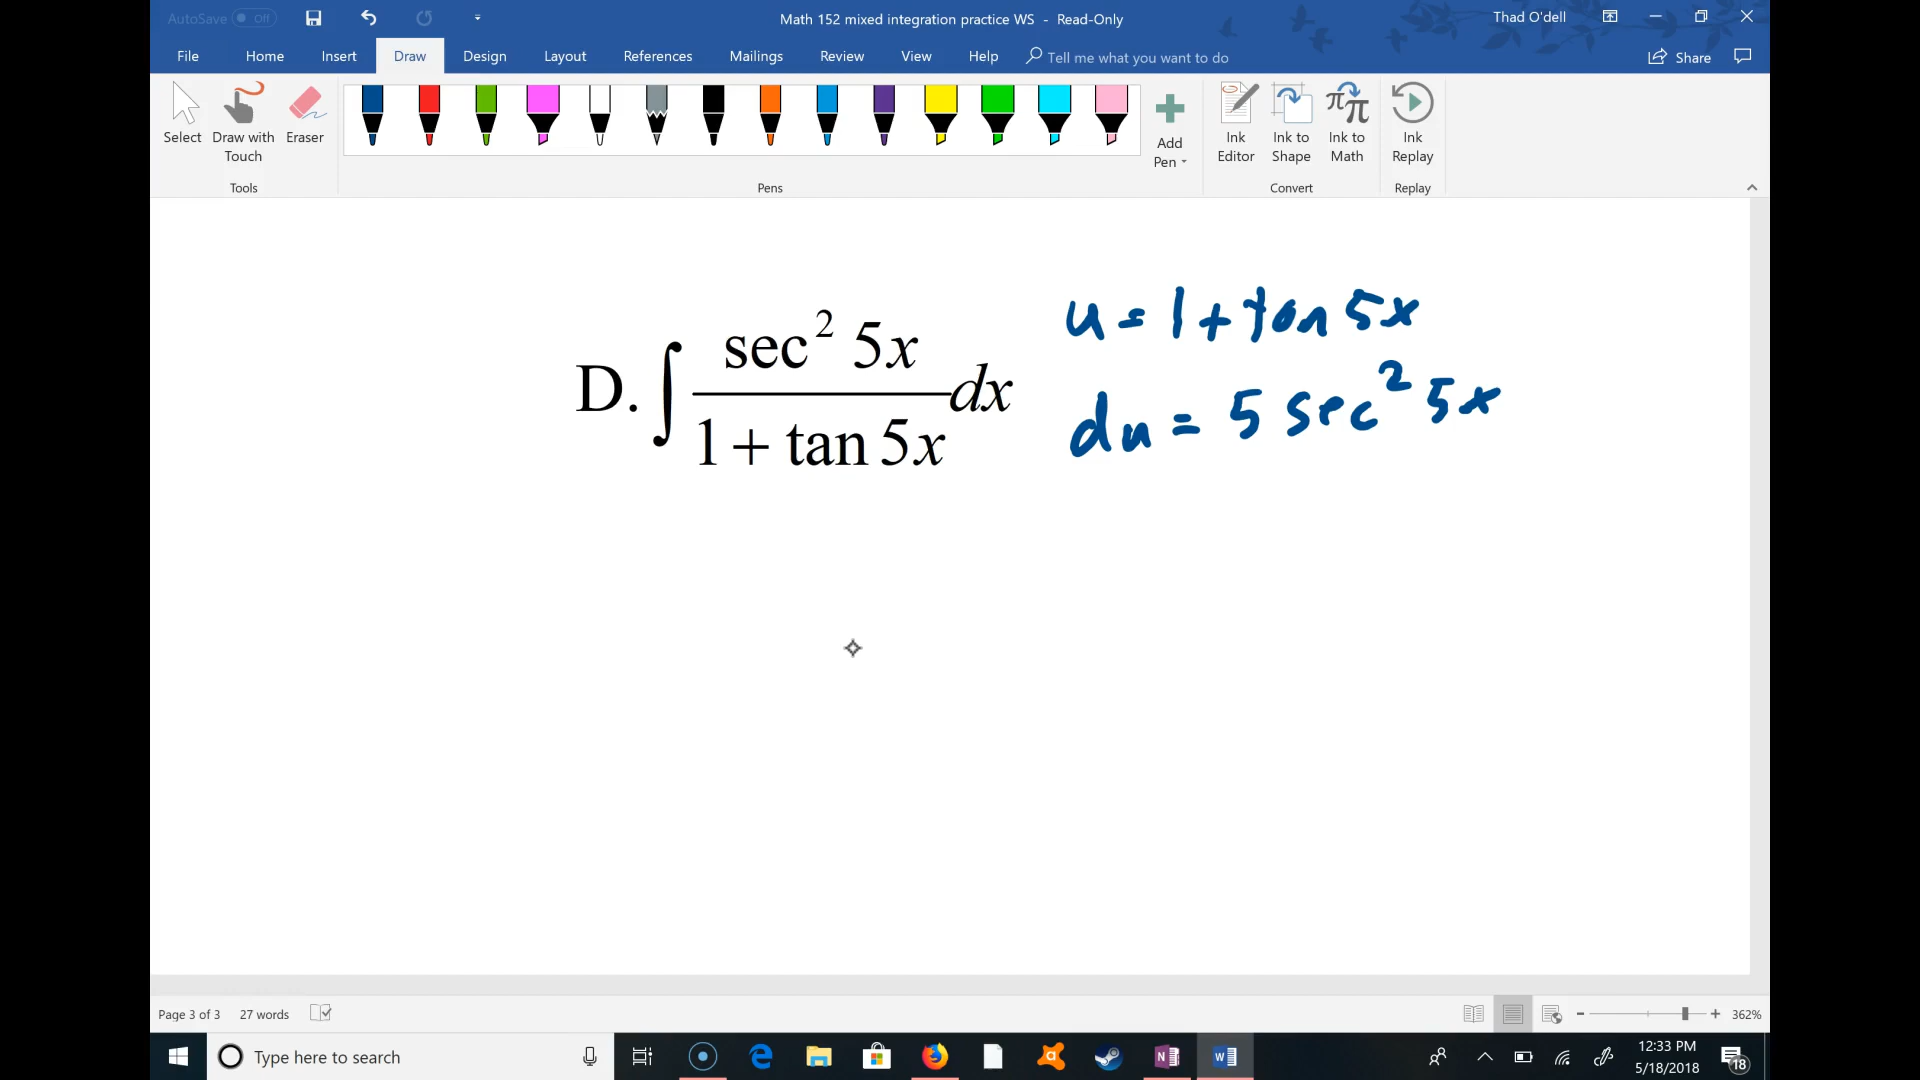 AutoSave Off
Math 152 mixed integration practice WS - Read-Only
Thad O'dell
File Home Insert Draw Design Layout References Mailings Review View Help Tell me what you want to do
Share
Select
Draw with Touch
Eraser
Tools
Pens
Add Pen
Ink Editor
Ink to Shape
Ink to Math
Convert
Ink Replay
Replay
D. ∫ sec² 5x / (1 + tan 5x) dx
u = 1 + tan 5x
du = 5 sec² 5x
Page 3 of 3 27 words
362%
Type here to search
12:33 PM
5/18/2018
18